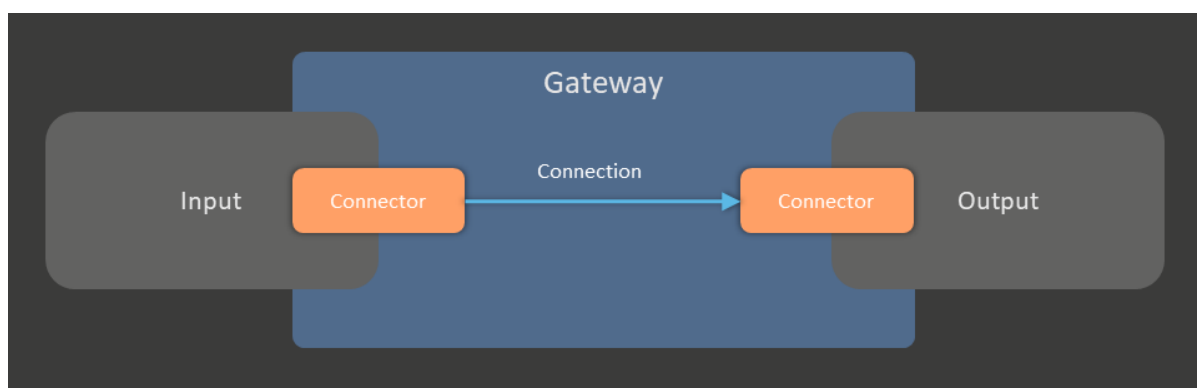 Gateway
Connection
Input
Connector
Connector
Output